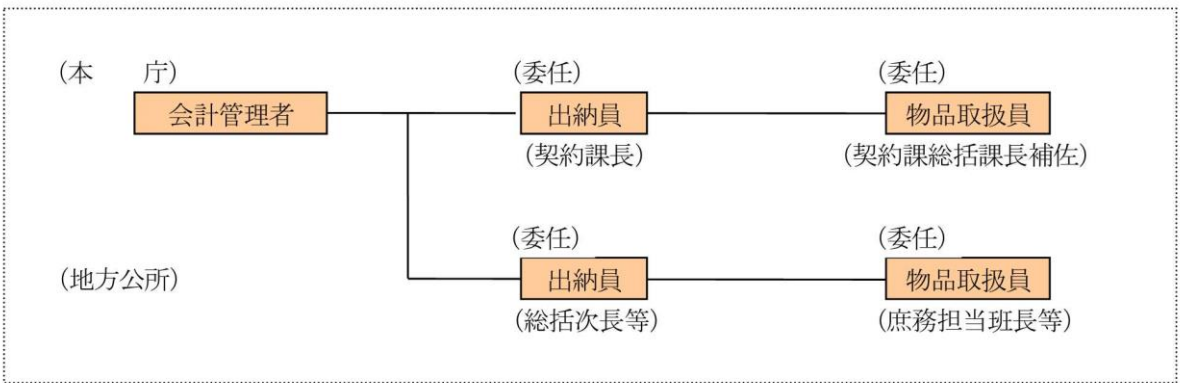 (本　　庁)
(委任)
(委任)
会計管理者
出納員
物品取扱員
(契約課長)
(契約課総括課長補佐)
(委任)
(委任)
(地方公所)
出納員
物品取扱員
(総括次長等)
(庶務担当班長等)